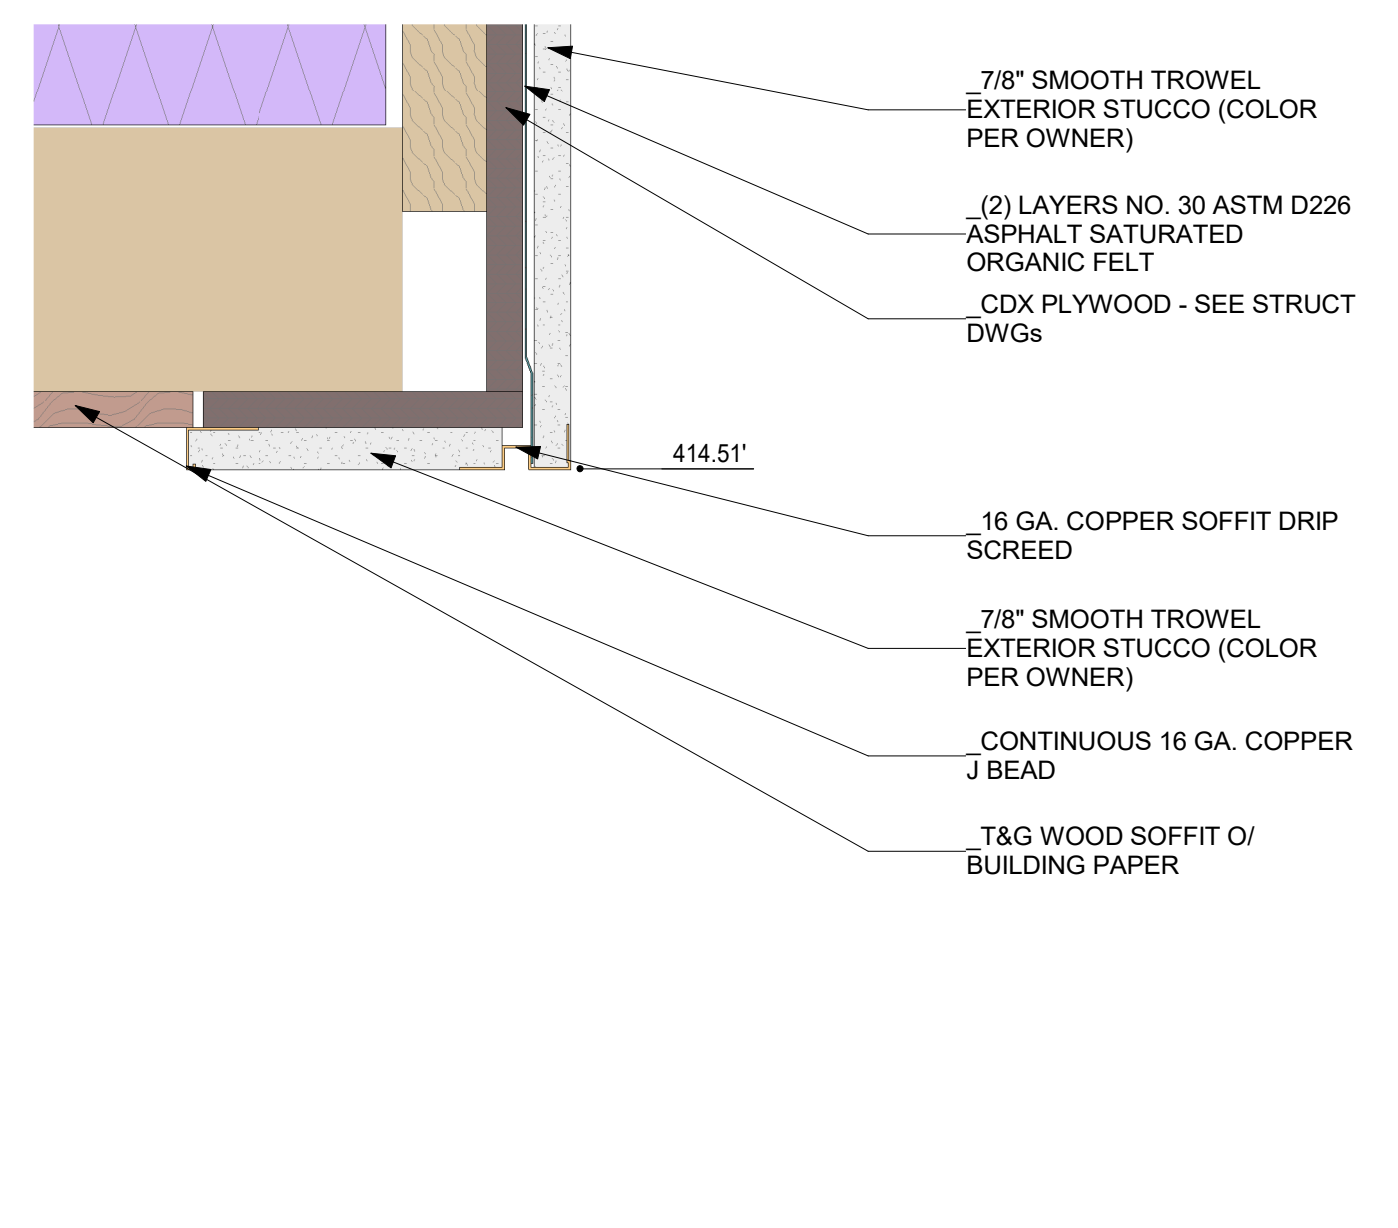 _7/8" SMOOTH TROWEL
EXTERIOR STUCCO (COLOR
PER OWNER)
_(2) LAYERS NO. 30 ASTM D226
ASPHALT SATURATED
ORGANIC FELT
_CDX PLYWOOD - SEE STRUCT
DWGs
414.51'
_16 GA. COPPER SOFFIT DRIP
SCREED
_7/8" SMOOTH TROWEL
EXTERIOR STUCCO (COLOR
PER OWNER)
_CONTINUOUS 16 GA. COPPER
J BEAD
_T&G WOOD SOFFIT O/
BUILDING PAPER